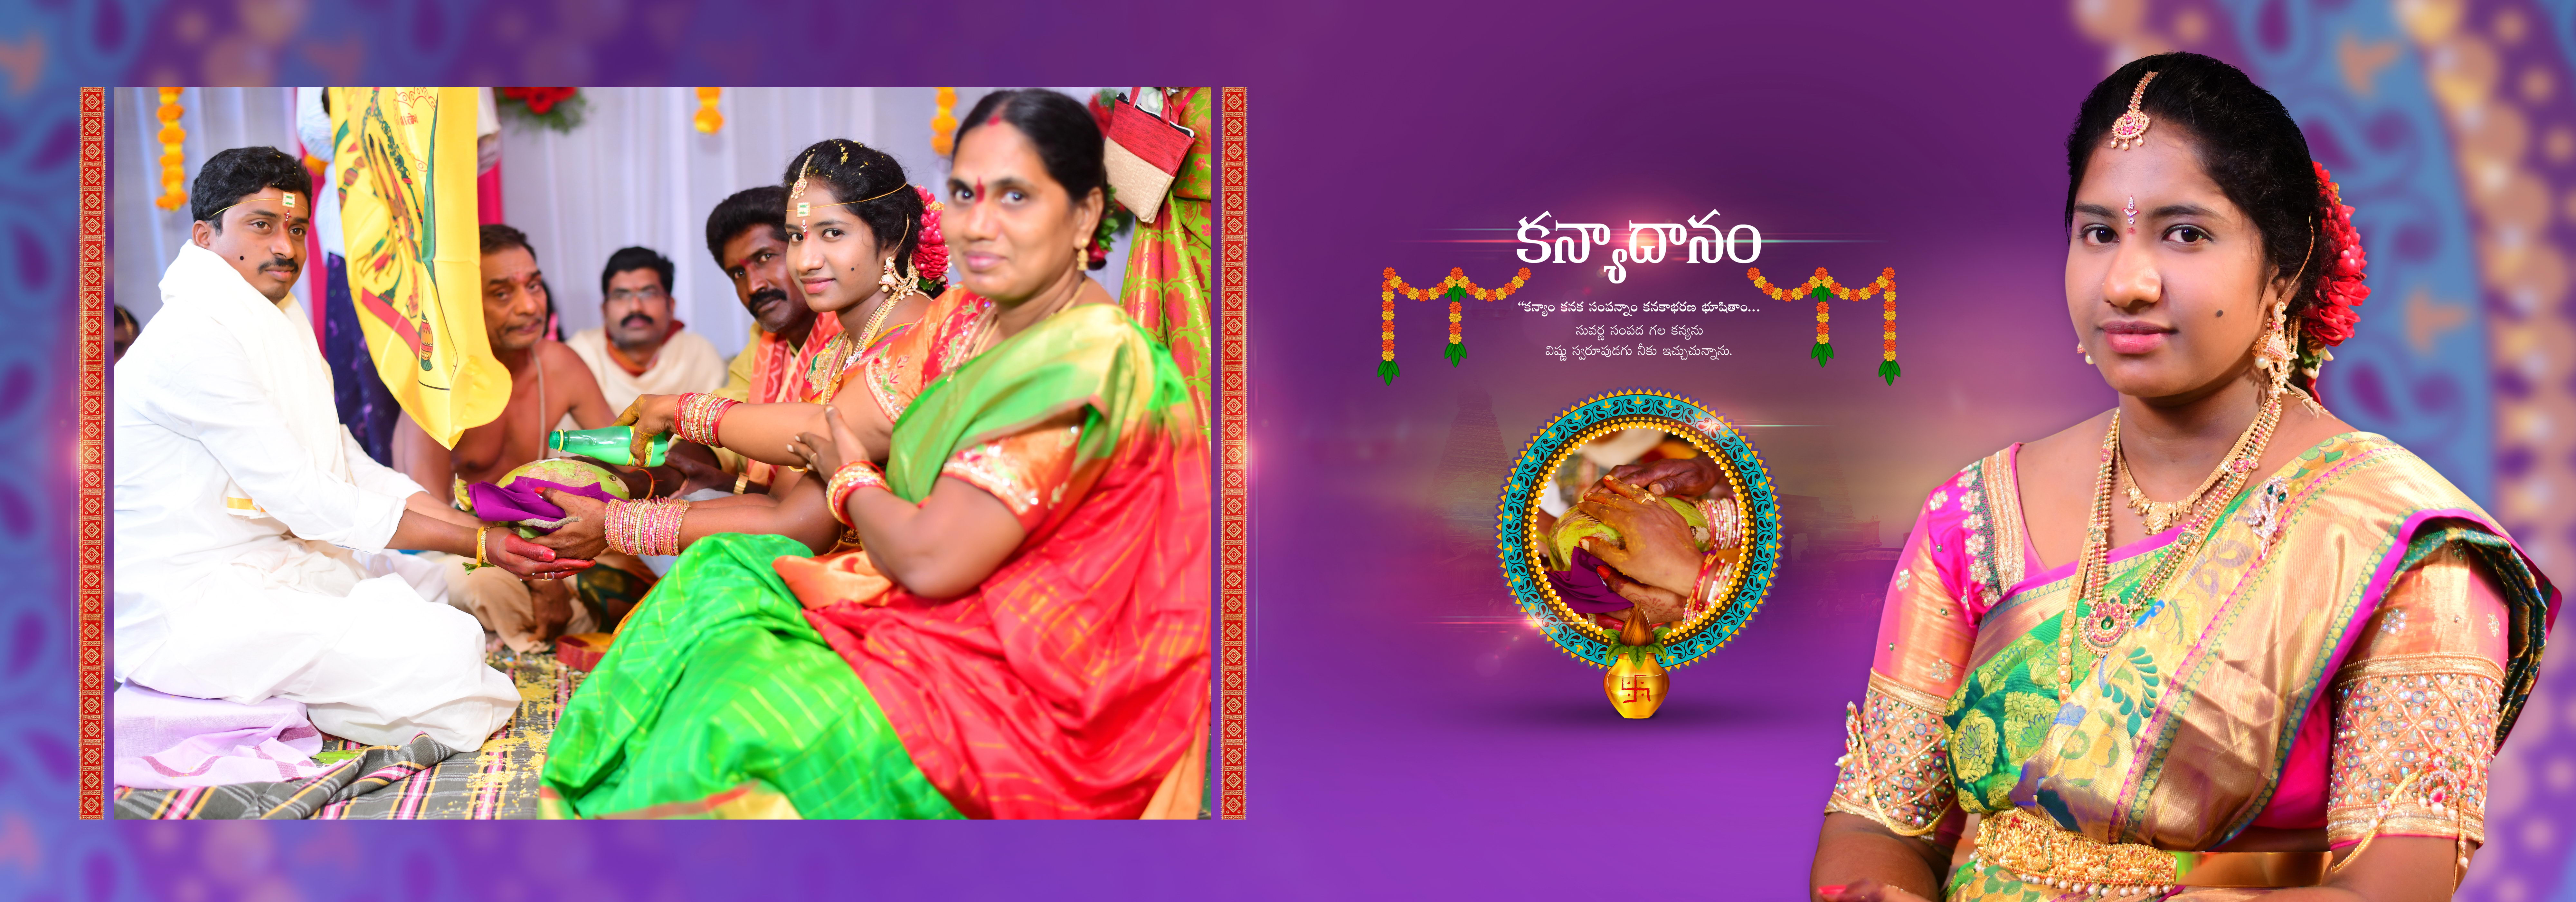 కన్యాదానం
“కన్యాం కనక సంపన్నాం కనకాభరణ భూషితాం...
సువర్ణ సంపద గల కన్యను
విష్ణు స్వరూపుడగు నీకు ఇచ్చుచున్నాను.